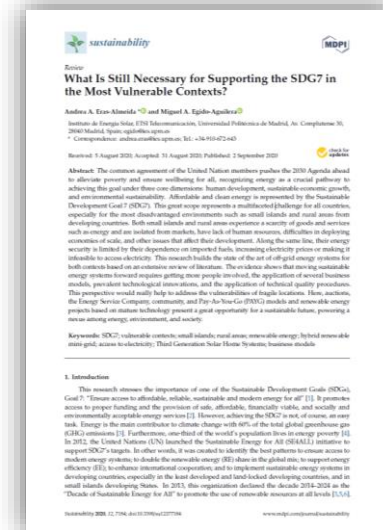 sustainability
MDPI
Review
What Is Still Necessary for Supporting the SDG7 in
the Most Vulnerable Contexts?
Andrea A. Eras-Almeida * and Miguel A. Egido-Aguilera
Instituto de Energía Solar, ETSI Telecomunicación, Universidad Politécnica de Madrid, Av. Complutense 30,
28040 Madrid, Spain;
* Correspondence: Tel.:
Received: 5 August 2020; Accepted: 31 August 2020; Published: 2 September 2020
check for
updates
Abstract: The common agreement of the United Nation members pushes the 2030 Agenda ahead
to alleviate poverty and ensure wellbeing for all, recognizing energy as a crucial pathway to
achieving this goal under three core dimensions: human development, sustainable economic growth,
and environmental sustainability. Affordable and clean energy is represented by the Sustainable
Development Goal 7 (SDG7). This great scope represents a multifaceted challenge for all countries,
especially for the most disadvantaged environments such as small islands and rural areas from
developing countries. Both small islands and rural areas experience a scarcity of goods and services
such as energy and are isolated from markets, have lack of human resources, difficulties in deploying
economies of scale, and other issues that affect their development. Along the same line, their energy
security is limited by their dependence on imported fuels, increasing electricity prices or making it
infeasible to access electricity. This research builds the state of the art of off-grid energy systems for
both contexts based on an extensive review of literature. The evidence shows that moving sustainable
energy systems forward requires getting more people involved, the application of several business
models, prevalent technological innovations, and the application of technical quality procedures.
This perspective would really help to address the vulnerabilities of fragile locations. Here, auctions,
the Energy Service Company, community, and Pay-As-You-Go (PAYG) models and renewable energy
projects based on mature technology present a great opportunity for a sustainable future, powering a
nexus among energy, environment, and society.
Keywords: SDG7; vulnerable contexts; small islands; rural areas; renewable energy; hybrid renewable
mini-grid; access to electricity; Third Generation Solar Home Systems; business models
1. Introduction
This research stresses the importance of one of the Sustainable Development Goals (SDGs),
Goal 7: "Ensure access to affordable, reliable, sustainable and modern energy for all" [1]. It promotes
access to proper funding and the provision of safe, affordable, financially viable, and socially and
environmentally acceptable energy services [2]. However, achieving the SDG7 is not, of course, an easy
task. Energy is the main contributor to climate change with 60% of the total global greenhouse gas
(GHG) emissions [3]. Furthermore, one-third of the world's population lives in energy poverty [4].
In 2012, the United Nations (UN) launched the Sustainable Energy for All (SE4ALL) initiative to
support SDG7's targets. In other words, it was created to identify the best patterns to ensure access to
modern energy systems; to double the renewable energy (RE) share in the global mix; to support energy
efficiency (EE); to enhance international cooperation; and to implement sustainable energy systems in
developing countries, especially in the least developed and land-locked developing countries, and in
small islands developing States. In 2013, this organization declared the decade 2014–2024 as the
"Decade of Sustainable Energy for All" to promote the use of renewable resources at all levels
Sustainability 2020, 12,
www.mdpi.com/journal/sustainability